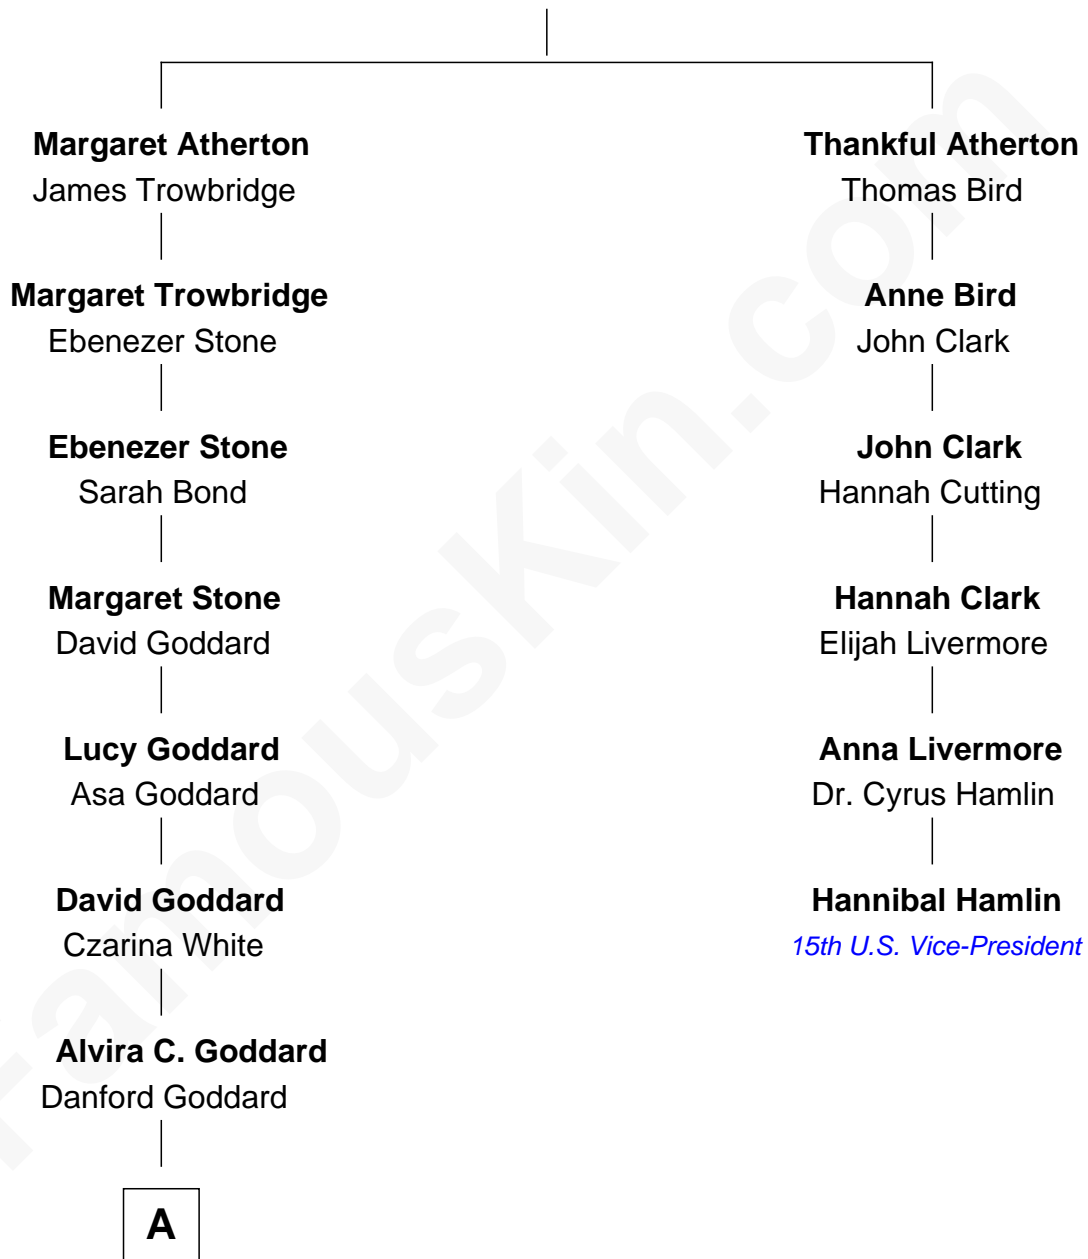 Margaret Atherton
James Trowbridge
Margaret Trowbridge
Ebenezer Stone
Ebenezer Stone
Sarah Bond
Margaret Stone
David Goddard
Lucy Goddard
Asa Goddard
David Goddard
Czarina White
Alvira C. Goddard
Danford Goddard
A
Thankful Atherton
Thomas Bird
Anne Bird
John Clark
John Clark
Hannah Cutting
Hannah Clark
Elijah Livermore
Anna Livermore
Dr. Cyrus Hamlin
Hannibal Hamlin
15th U.S. Vice-President
FamousKin.com